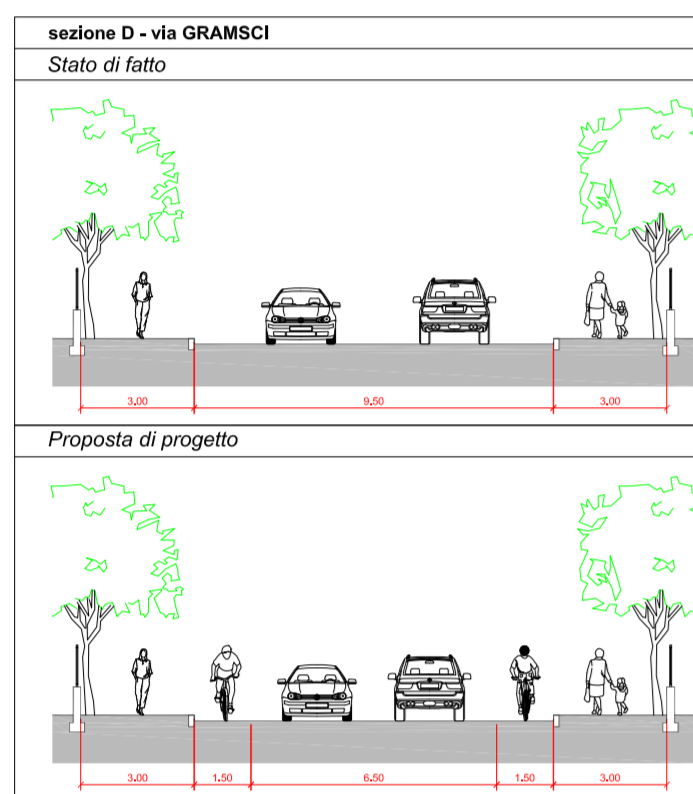 sezione D - via GRAMSCI
Stato di fatto
3.00 9.50 3.00
Proposta di progetto
3.00 1.50 6.50 1.50 3.00